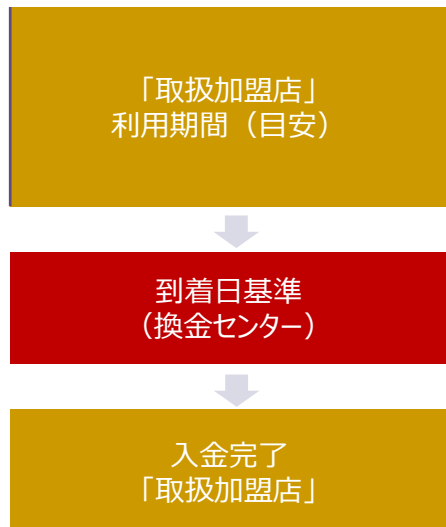 「取扱加盟店」
利用期間（目安）
到着日基準
（換金センター）
入金完了
「取扱加盟店」